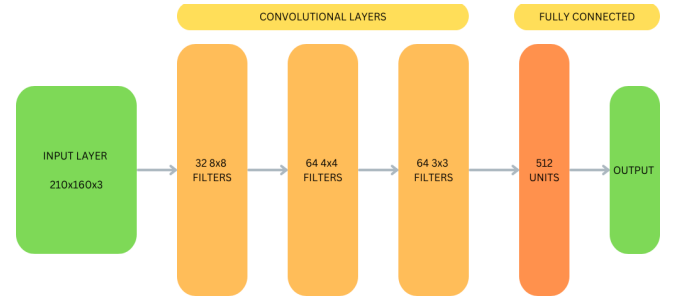 CONVOLUTIONAL LAYERS
FULLY CONNECTED
INPUT LAYER
210x160x3
32 8x8
FILTERS
64 4x4
FILTERS
64 3x3
FILTERS
512
UNITS
OUTPUT